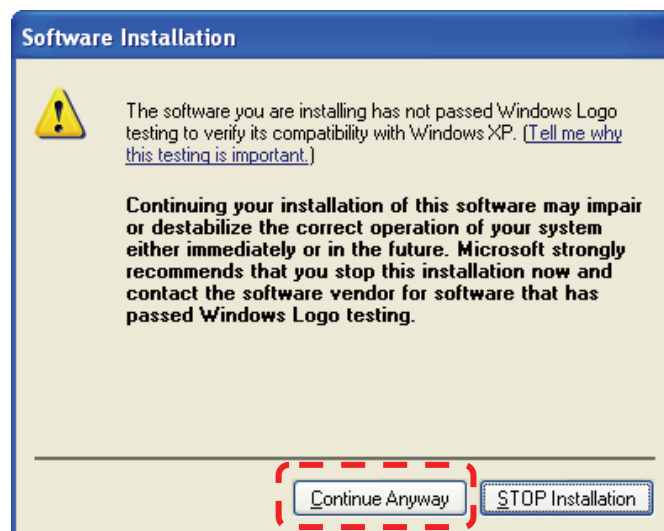 Software Installation
The software you are installing has not passed Windows Logo
testing to verify its compatibility with Windows XP. (Tell me why
this testing is important.)
Continuing your installation of this software may impair
or destabilize the correct operation of your system
either immediately or in the future. Microsoft strongly
recommends that you stop this installation now and
contact the software vendor for software that has
passed Windows Logo testing.
Continue Anyway STOP Installation